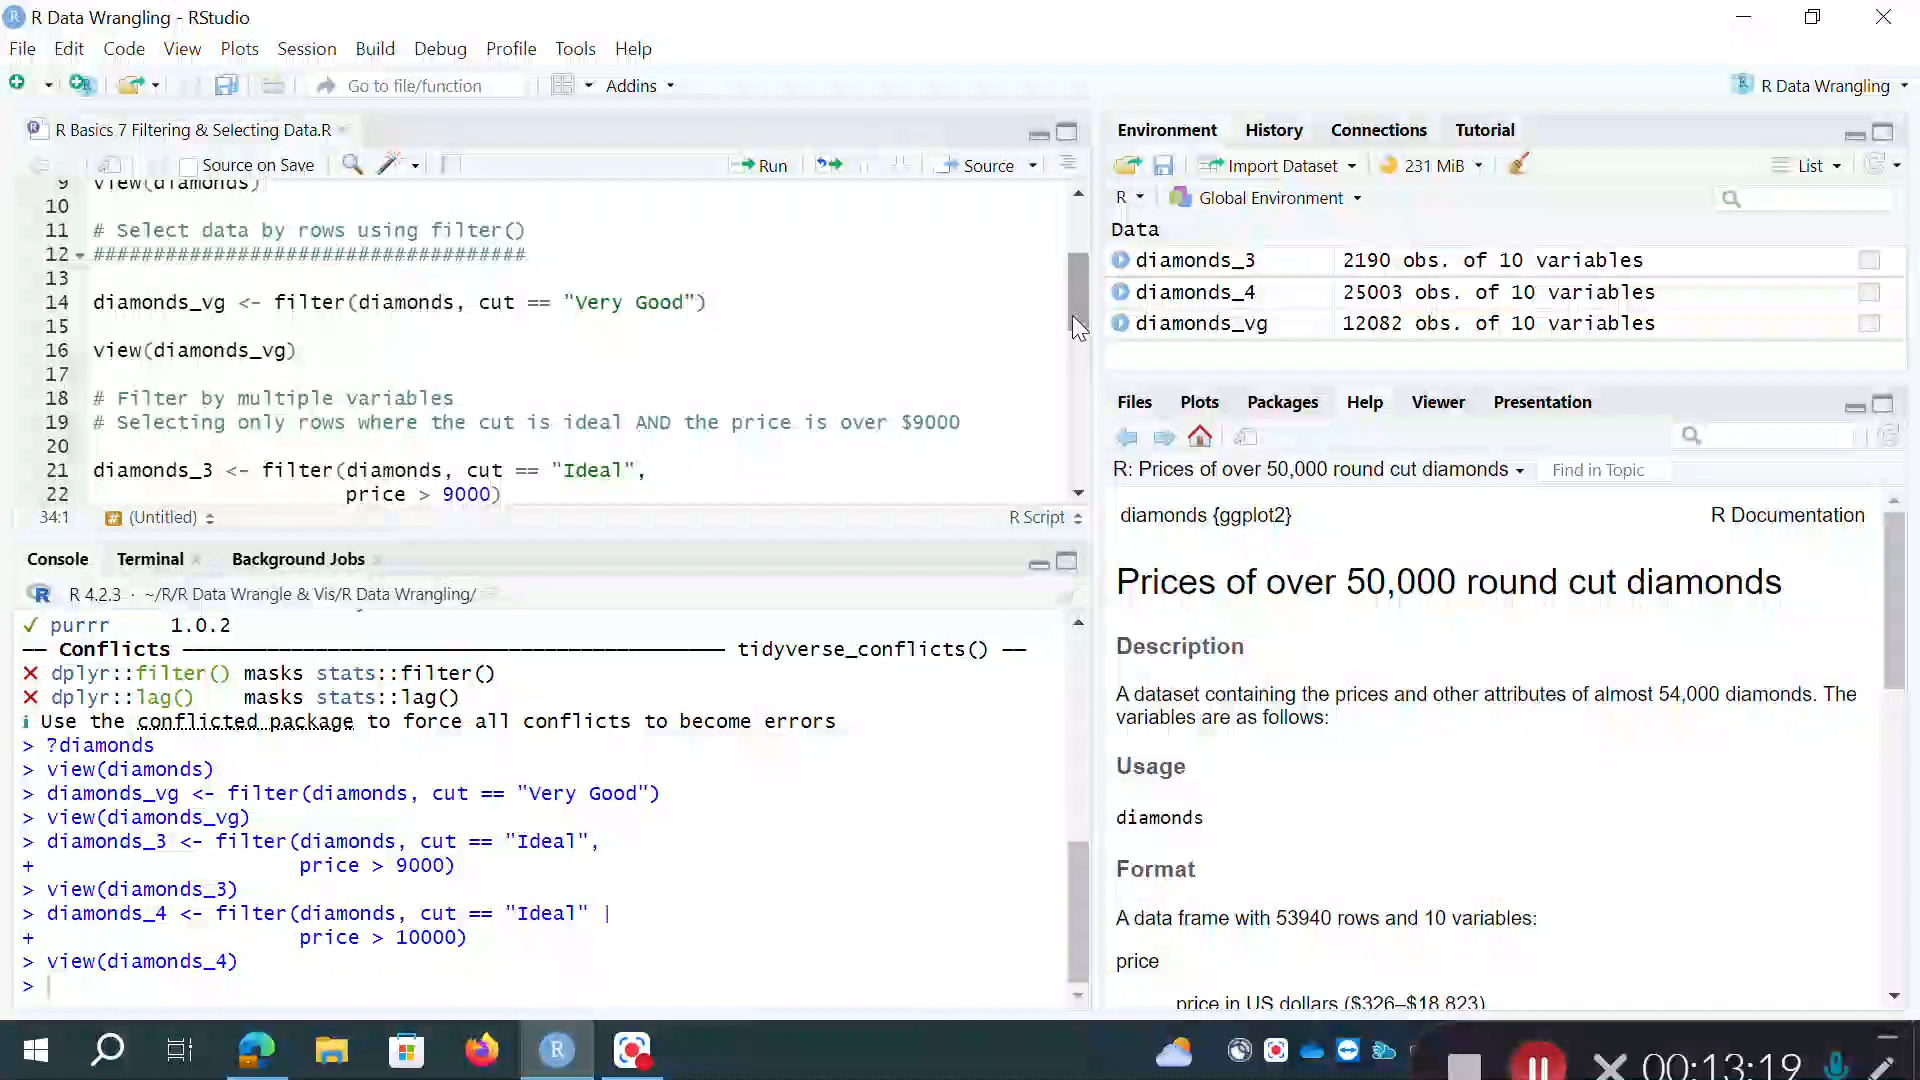 R Data Wrangling - RStudio
File Edit Code View Plots Session Build Debug Profile Tools Help
Go to file/function
Addins
R Data Wrangling
R Basics 7 Filtering & Selecting Data.R
Source on Save
Run
Source
9 view(diamonds)
10
11 # Select data by rows using filter()
12 ####################################
13
14 diamonds_vg <- filter(diamonds, cut == "Very Good")
15
16 view(diamonds_vg)
17
18 # Filter by multiple variables
19 # Selecting only rows where the cut is ideal AND the price is over $9000
20
21 diamonds_3 <- filter(diamonds, cut == "Ideal",
22 price > 9000)
34:1 # (Untitled) R Script
Console Terminal Background Jobs
R 4.2.3 · ~/R/R Data Wrangle & Vis/R Data Wrangling/
✓ purrr 1.0.2
── Conflicts ──────────────────── tidyverse_conflicts() ──
✕ dplyr::filter() masks stats::filter()
✕ dplyr::lag() masks stats::lag()
i Use the conflicted package to force all conflicts to become errors
> ?diamonds
> view(diamonds)
> diamonds_vg <- filter(diamonds, cut == "Very Good")
> view(diamonds_vg)
> diamonds_3 <- filter(diamonds, cut == "Ideal",
+ price > 9000)
> view(diamonds_3)
> diamonds_4 <- filter(diamonds, cut == "Ideal" |
+ price > 10000)
> view(diamonds_4)
>
Environment History Connections Tutorial
Import Dataset 231 MiB List
R Global Environment
Data
diamonds_3 2190 obs. of 10 variables
diamonds_4 25003 obs. of 10 variables
diamonds_vg 12082 obs. of 10 variables
Files Plots Packages Help Viewer Presentation
R: Prices of over 50,000 round cut diamonds Find in Topic
diamonds {ggplot2} R Documentation
Prices of over 50,000 round cut diamonds
Description
A dataset containing the prices and other attributes of almost 54,000 diamonds. The
variables are as follows:
Usage
diamonds
Format
A data frame with 53940 rows and 10 variables:
price
price in US dollars ($326–$18,823)
00:13:19